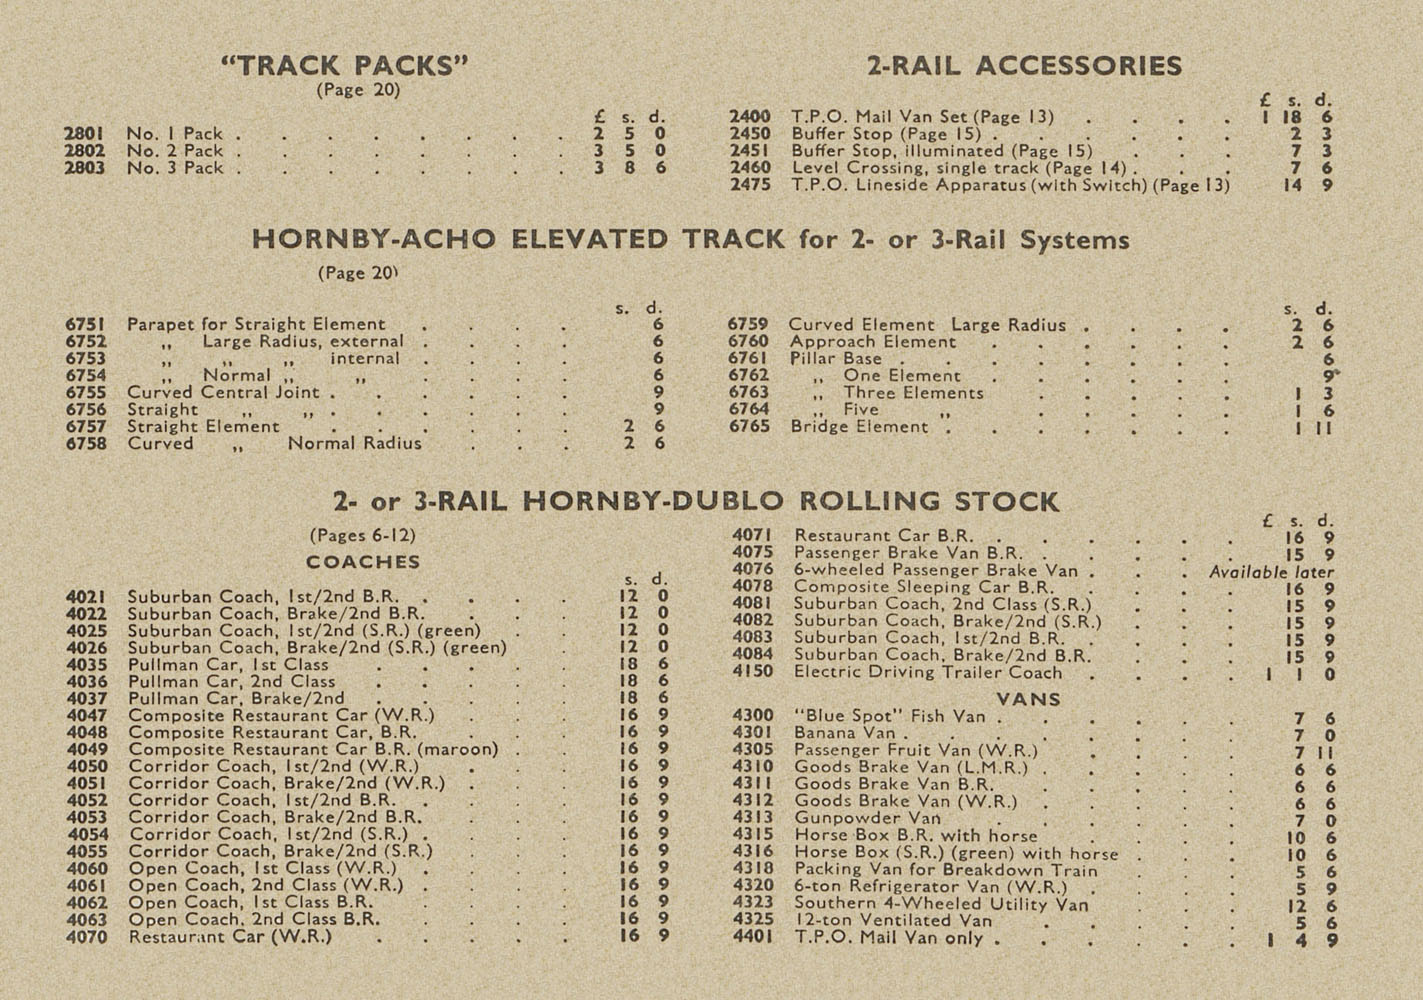 "TRACK PACKS"
(Page 20)
£ s. d.
2801 No. 1 Pack . . . . . . . . 2 5 0
2802 No. 2 Pack . . . . . . . . 3 5 0
2803 No. 3 Pack . . . . . . . . 3 8 6
2-RAIL ACCESSORIES
£ s. d.
2400 T.P.O. Mail Van Set (Page 13) . . . . 1 18 6
2450 Buffer Stop (Page 15) . . . . . . 2 3
2451 Buffer Stop, illuminated (Page 15) . . . 7 3
2460 Level Crossing, single track (Page 14) . . . 7 6
2475 T.P.O. Lineside Apparatus (with Switch) (Page 13) 14 9
HORNBY-ACHO ELEVATED TRACK for 2- or 3-Rail Systems
(Page 20)
s. d.
6751 Parapet for Straight Element . . . . 6
6752 ,, Large Radius, external . . . . 6
6753 ,, ,, ,, internal . . . . 6
6754 ,, Normal ,, ,, . . . . 6
6755 Curved Central Joint . . . . . . 9
6756 Straight ,, ,, . . . . . . 9
6757 Straight Element . . . . . . 2 6
6758 Curved ,, Normal Radius . . . 2 6
s. d.
6759 Curved Element Large Radius . . . . 2 6
6760 Approach Element . . . . . . 2 6
6761 Pillar Base . . . . . . . . 6
6762 ,, One Element . . . . . . 9
6763 ,, Three Elements . . . . . 1 3
6764 ,, Five ,, . . . . . 1 6
6765 Bridge Element . . . . . . . 1 11
2- or 3-RAIL HORNBY-DUBLO ROLLING STOCK
(Pages 6-12)
COACHES
s. d.
4021 Suburban Coach, 1st/2nd B.R. . . . . 12 0
4022 Suburban Coach, Brake/2nd B.R. . . . 12 0
4025 Suburban Coach, 1st/2nd (S.R.) (green) . . 12 0
4026 Suburban Coach, Brake/2nd (S.R.) (green) . 12 0
4035 Pullman Car, 1st Class . . . . . 18 6
4036 Pullman Car, 2nd Class . . . . . 18 6
4037 Pullman Car, Brake/2nd . . . . . 18 6
4047 Composite Restaurant Car (W.R.) . . . 16 9
4048 Composite Restaurant Car, B.R. . . . 16 9
4049 Composite Restaurant Car B.R. (maroon) . . 16 9
4050 Corridor Coach, 1st/2nd (W.R.) . . . 16 9
4051 Corridor Coach, Brake/2nd (W.R.) . . . 16 9
4052 Corridor Coach, 1st/2nd B.R. . . . . 16 9
4053 Corridor Coach, Brake/2nd B.R. . . . 16 9
4054 Corridor Coach, 1st/2nd (S.R.) . . . . 16 9
4055 Corridor Coach, Brake/2nd (S.R.) . . . 16 9
4060 Open Coach, 1st Class (W.R.) . . . . 16 9
4061 Open Coach, 2nd Class (W.R.) . . . . 16 9
4062 Open Coach, 1st Class B.R. . . . . 16 9
4063 Open Coach, 2nd Class B.R. . . . . 16 9
4070 Restaurant Car (W.R.) . . . . . 16 9
£ s. d.
4071 Restaurant Car B.R. . . . . . . 16 9
4075 Passenger Brake Van B.R. . . . . . 15 9
4076 6-wheeled Passenger Brake Van . . . Available later
4078 Composite Sleeping Car B.R. . . . . 16 9
4081 Suburban Coach, 2nd Class (S.R.) . . . . 15 9
4082 Suburban Coach, Brake/2nd (S.R.) . . . 15 9
4083 Suburban Coach, 1st/2nd B.R. . . . . 15 9
4084 Suburban Coach, Brake/2nd B.R. . . . 15 9
4150 Electric Driving Trailer Coach . . . . 1 1 0
VANS
4300 "Blue Spot" Fish Van . . . . . . 7 6
4301 Banana Van . . . . . . . . 7 0
4305 Passenger Fruit Van (W.R.) . . . . 7 11
4310 Goods Brake Van (L.M.R.) . . . . . 6 6
4311 Goods Brake Van B.R. . . . . . 6 6
4312 Goods Brake Van (W.R.) . . . . . 6 6
4313 Gunpowder Van . . . . . . 7 0
4315 Horse Box B.R. with horse . . . . 10 6
4316 Horse Box (S.R.) (green) with horse . . . 10 6
4318 Packing Van for Breakdown Train . . . 5 6
4320 6-ton Refrigerator Van (W.R.) . . . . 5 9
4323 Southern 4-Wheeled Utility Van . . . 12 6
4325 12-ton Ventilated Van . . . . 5 6
4401 T.P.O. Mail Van only . . . . . . 1 4 9